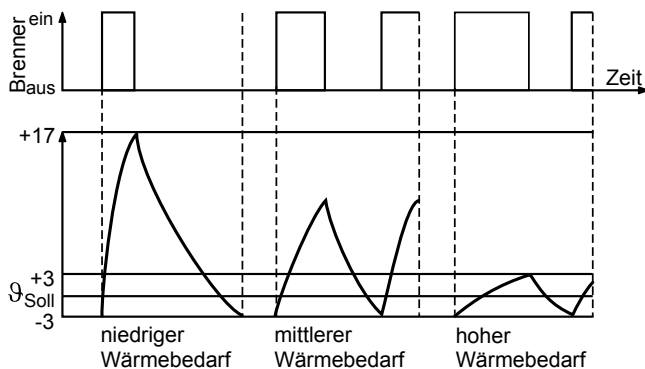 Brenner
ein
aus
Zeit
+17
+3
ϑSoll
-3
niedriger
Wärmebedarf
mittlerer
Wärmebedarf
hoher
Wärmebedarf